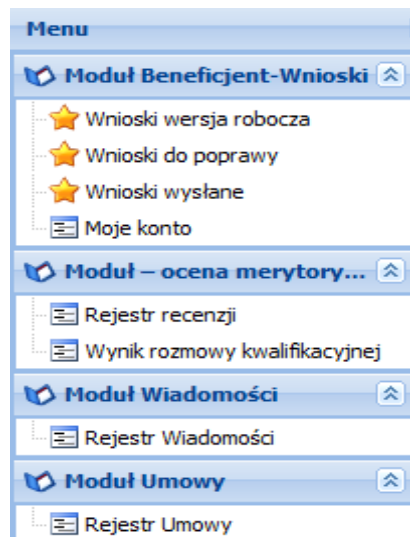 Menu
Moduł Beneficjent-Wnioski
Wnioski wersja robocza
Wnioski do poprawy
Wnioski wysłane
Moje konto
Moduł – ocena merytory...
Rejestr recenzji
Wynik rozmowy kwalifikacyjnej
Moduł Wiadomości
Rejestr Wiadomości
Moduł Umowy
Rejestr Umowy